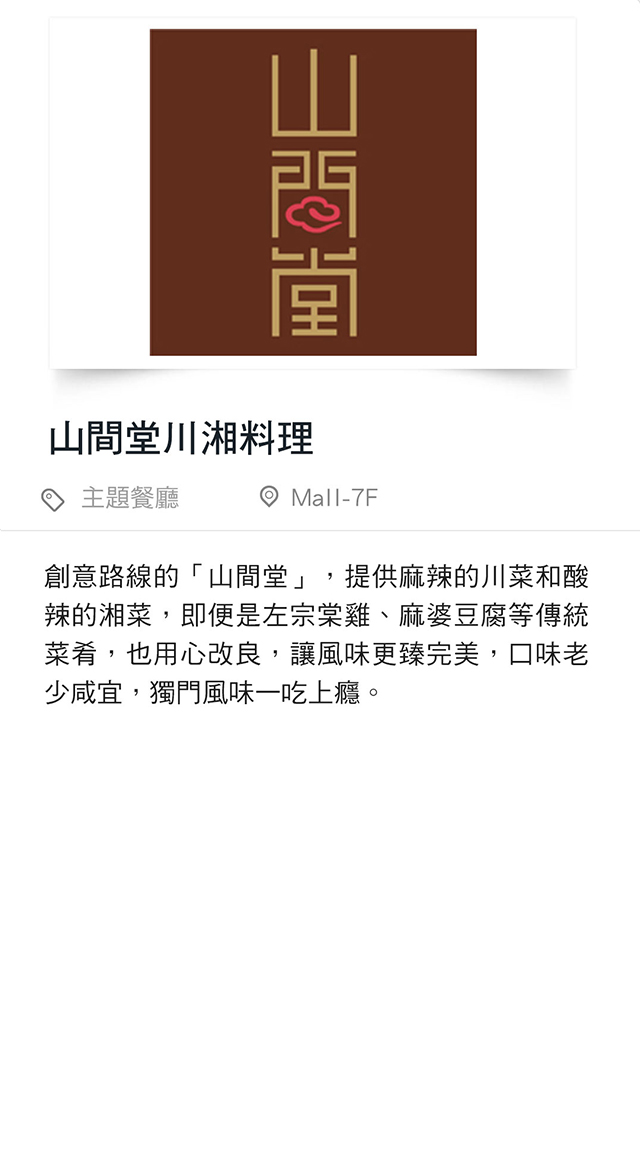 山間堂
山間堂川湘料理
主題餐廳
Mall-7F
創意路線的「山間堂」，提供麻辣的川菜和酸
辣的湘菜，即便是左宗棠雞、麻婆豆腐等傳統
菜肴，也用心改良，讓風味更臻完美，口味老
少咸宜，獨門風味一吃上癮。